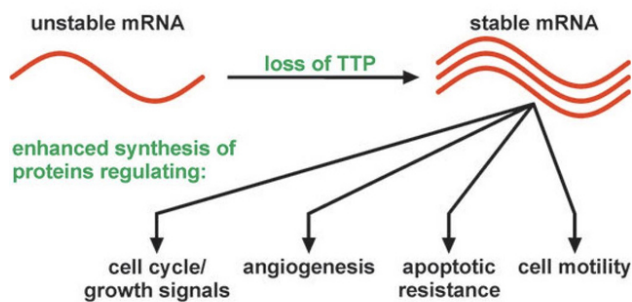 unstable mRNA
stable mRNA
loss of TTP
enhanced synthesis of
proteins regulating:
cell cycle/
growth signals
angiogenesis
apoptotic
resistance
cell motility